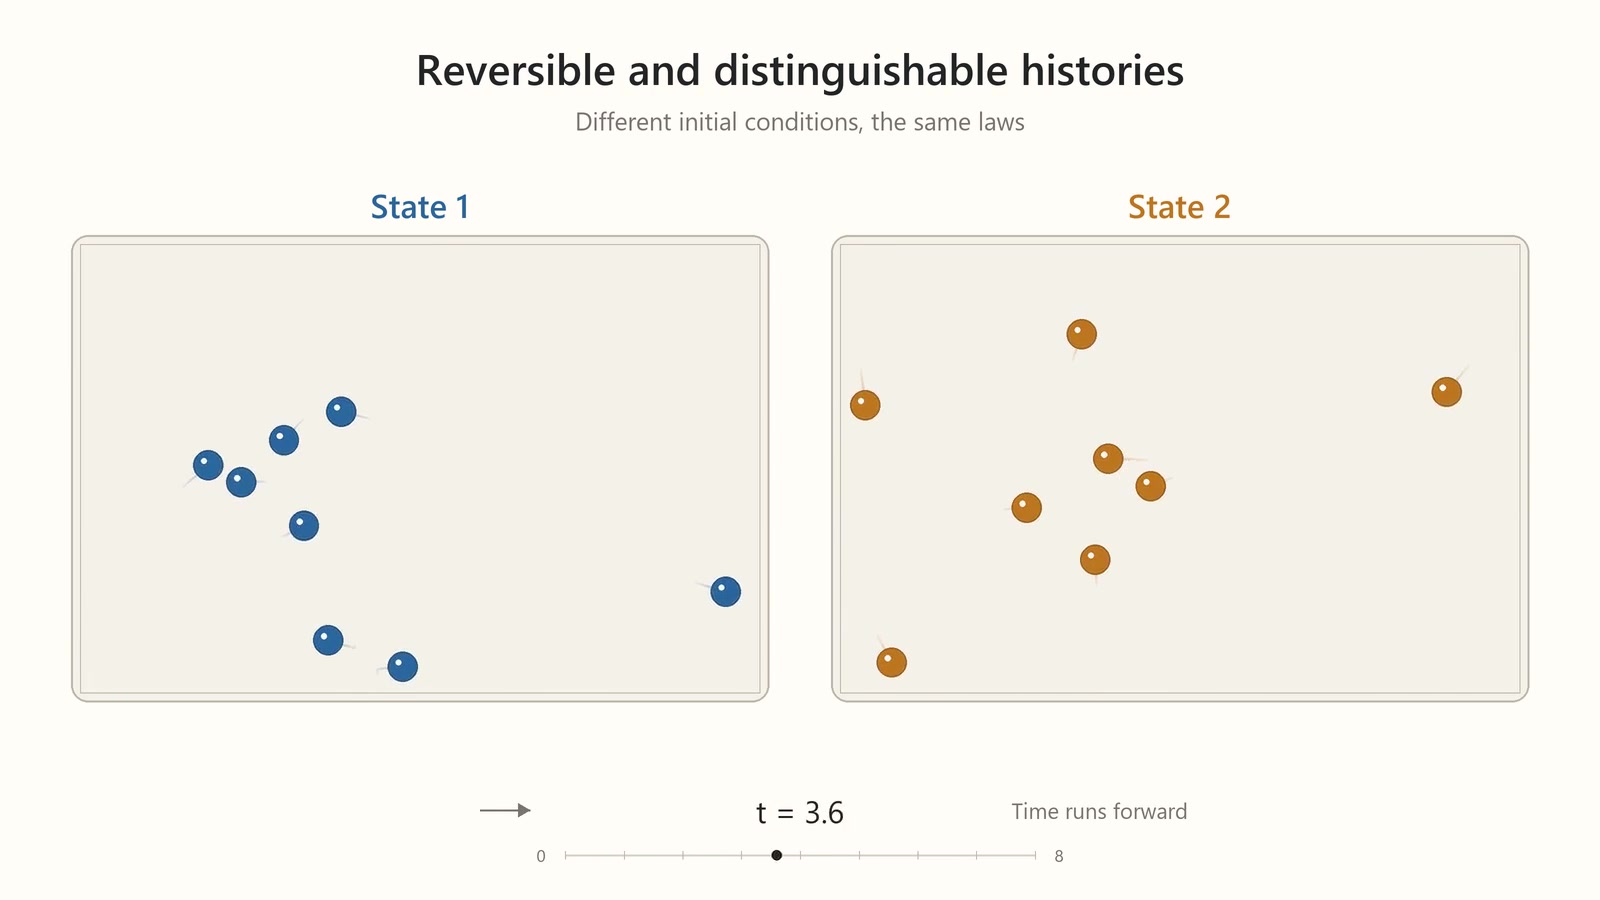 Reversible and distinguishable histories
Different initial conditions, the same laws
State 1
State 2
t = 3.6
Time runs forward
0
8